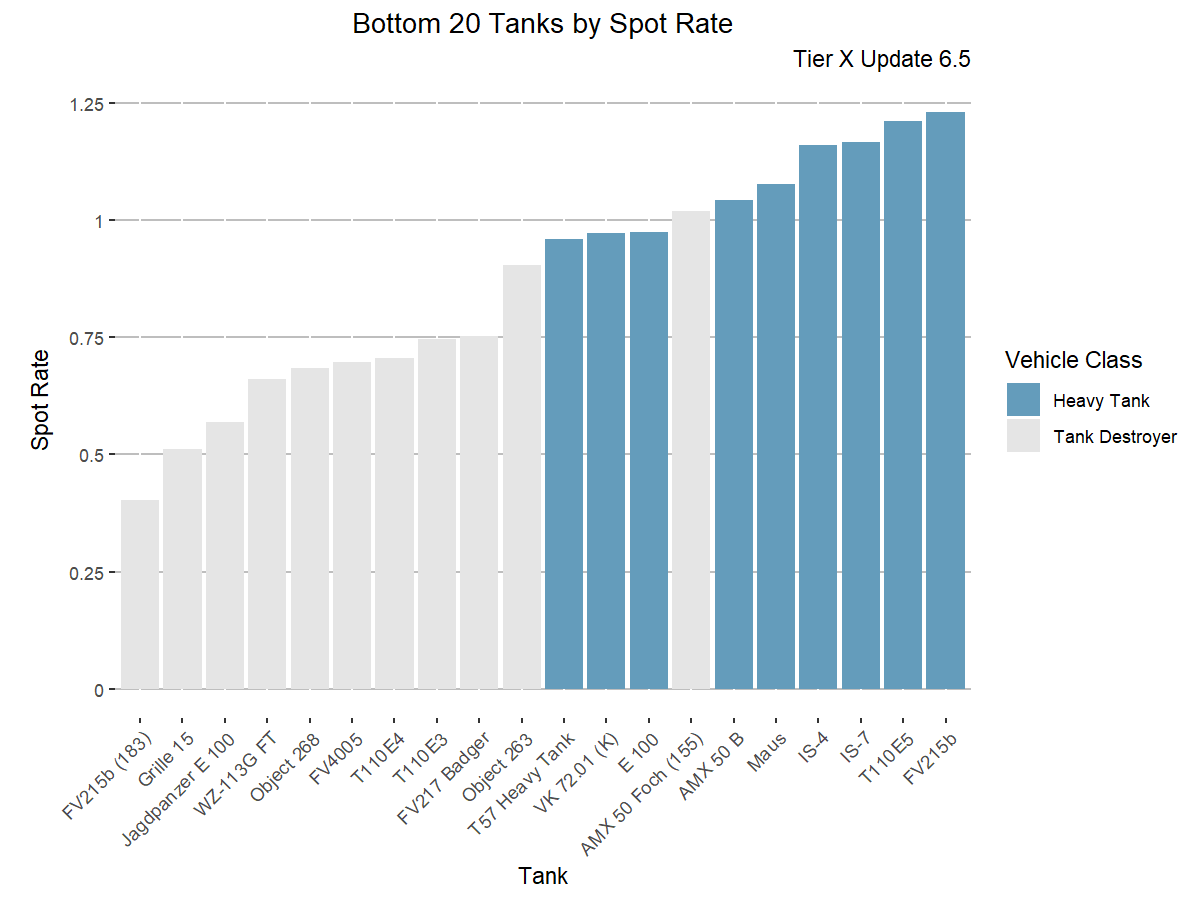 Bottom 20 Tanks by Spot Rate
Tier X Update 6.5
1.25
1
0.75
0.5
0.25
0
Spot Rate
FV215b (183)
Grille 15
Jagdpanzer E 100
WZ-113G FT
Object 268
FV4005
T110E4
T110E3
FV217 Badger
Object 263
T57 Heavy Tank
VK 72.01 (K)
E 100
AMX 50 Foch (155)
AMX 50 B
Maus
IS-4
IS-7
T110E5
FV215b
Tank
Vehicle Class
Heavy Tank
Tank Destroyer